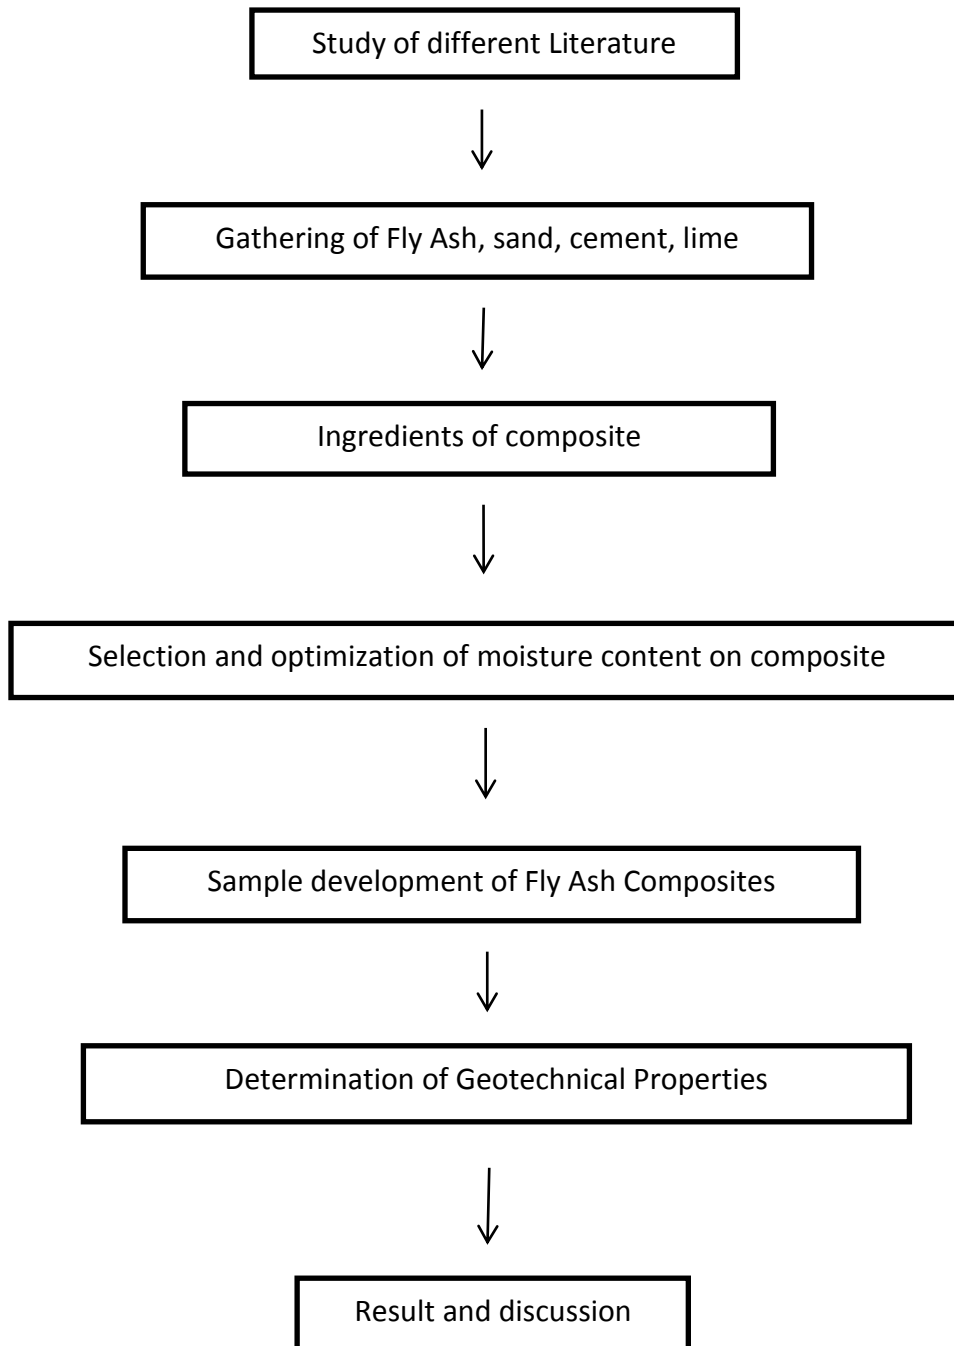 Study of different Literature
Gathering of Fly Ash, sand, cement, lime
Ingredients of composite
Selection and optimization of moisture content on composite
Sample development of Fly Ash Composites
Determination of Geotechnical Properties
Result and discussion